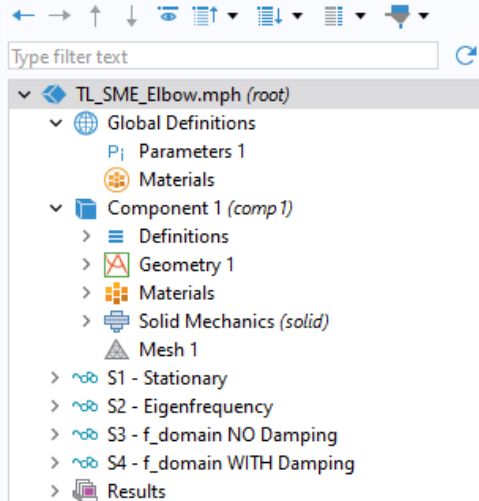 Type filter text
TL_SME_Elbow.mph (root)
Global Definitions
Pi Parameters 1
Materials
Component 1 (comp1)
Definitions
Geometry 1
Materials
Solid Mechanics (solid)
Mesh 1
S1 - Stationary
S2 - Eigenfrequency
S3 - f_domain NO Damping
S4 - f_domain WITH Damping
Results